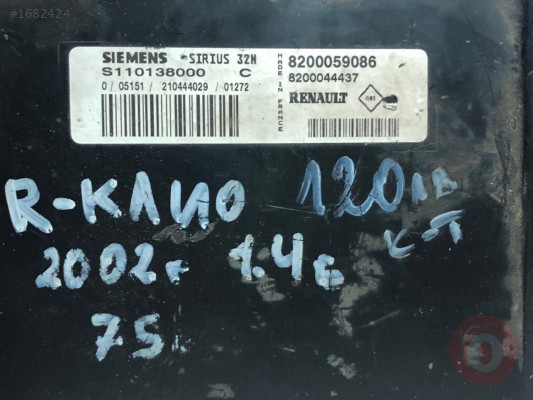 #1682424
SIEMENS SIRIUS 32N
S110138000 C
0 / 05151 / 210444029 / 01272
MADE IN FRANCE
8200059086
8200044437
RENAULT
R-КЛИО 120лв
2002г 1.4б к-т
75